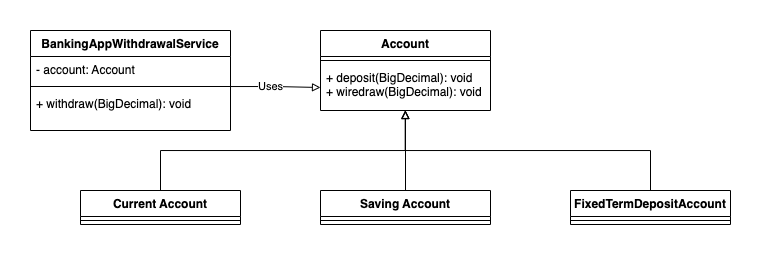 BankingAppWithdrawalService
- account: Account
+ withdraw(BigDecimal): void
Uses
Account
+ deposit(BigDecimal): void
+ wiredraw(BigDecimal): void
Current Account
Saving Account
FixedTermDepositAccount